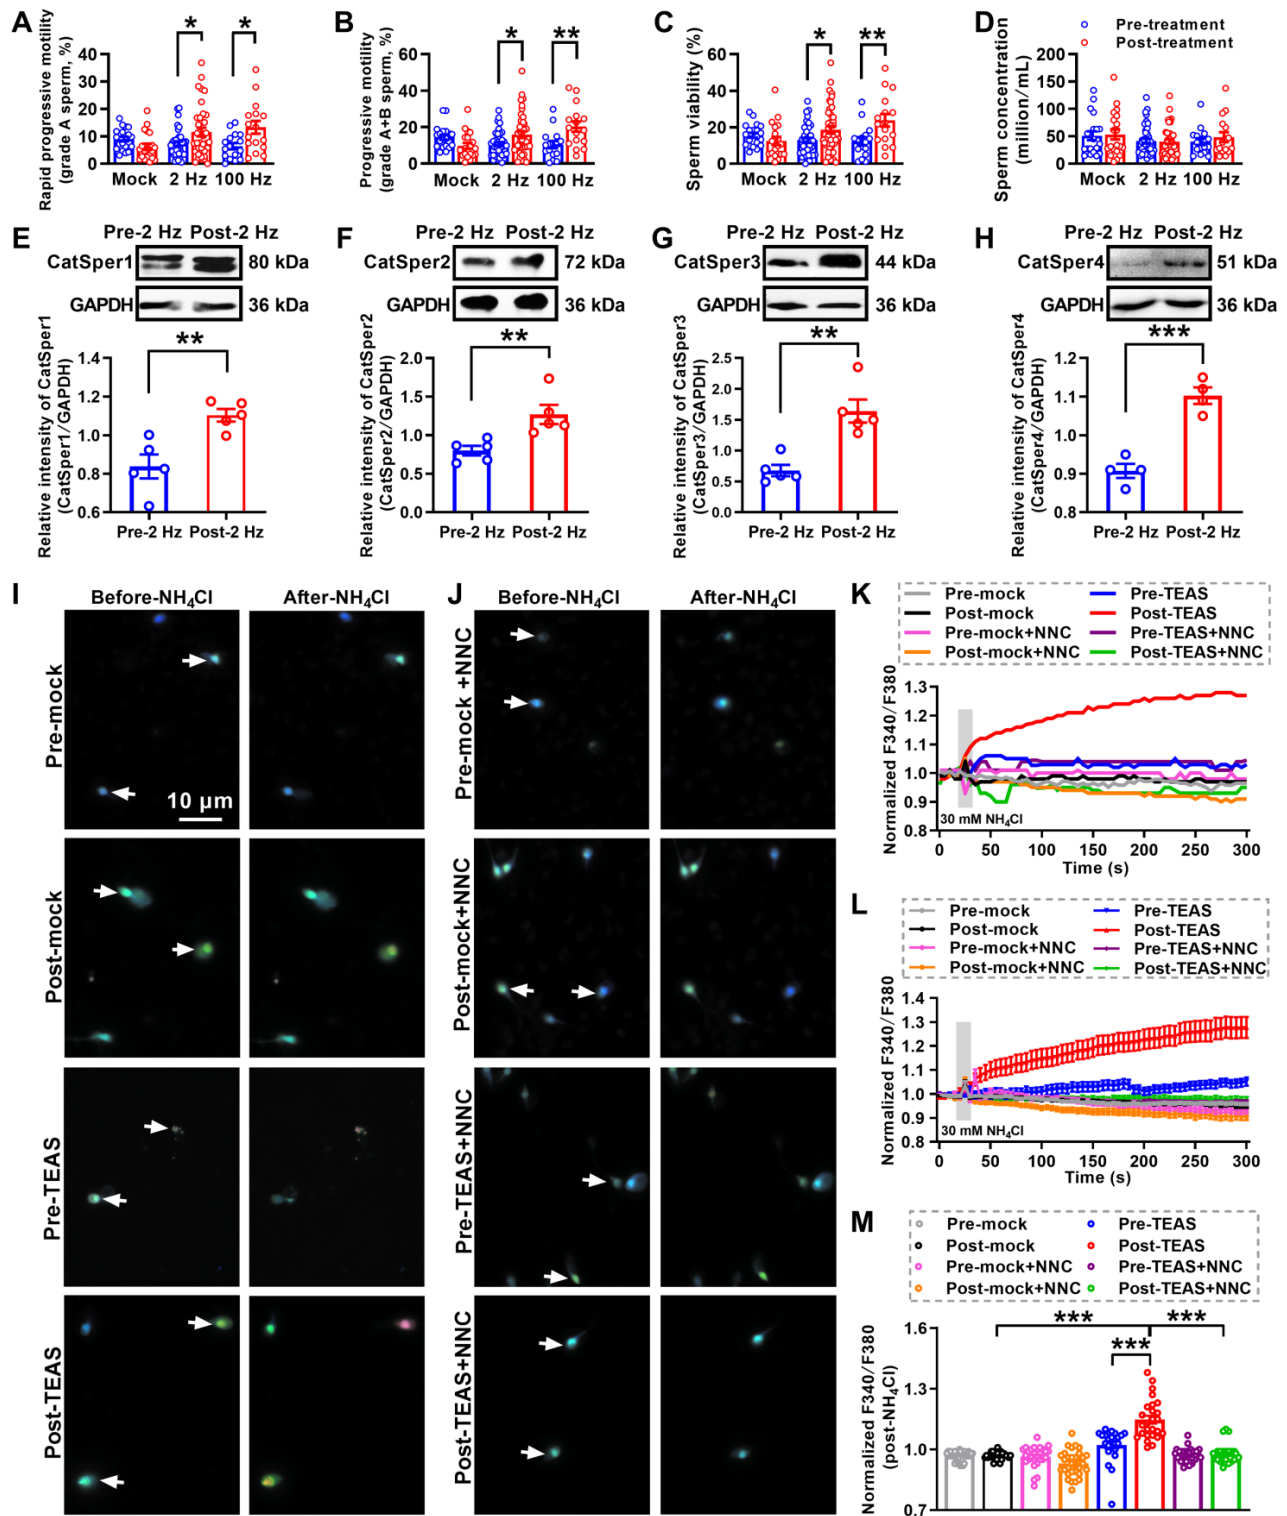 A
Rapid progressive motility
(grade A sperm, %)
40
30
20
10
0
Mock 2 Hz 100 Hz
* *
B
Progressive motility
(grade A+B sperm, %)
60
40
20
0
Mock 2 Hz 100 Hz
* **
C
Sperm viability (%)
60
40
20
0
Mock 2 Hz 100 Hz
* **
D
Pre-treatment
Post-treatment
Sperm concentration
(million/mL)
200
150
100
50
0
Mock 2 Hz 100 Hz
E
Pre-2 Hz Post-2 Hz
CatSper1 80 kDa
GAPDH 36 kDa
**
Relative intensity of CatSper1
(CatSper1/GAPDH)
1.4
1.2
1.0
0.8
0.6
Pre-2 Hz Post-2 Hz
F
Pre-2 Hz Post-2 Hz
CatSper2 72 kDa
GAPDH 36 kDa
**
Relative intensity of CatSper2
(CatSper2/GAPDH)
2.0
1.5
1.0
0.5
0.0
Pre-2 Hz Post-2 Hz
G
Pre-2 Hz Post-2 Hz
CatSper3 44 kDa
GAPDH 36 kDa
**
Relative intensity of CatSper3
(CatSper3/GAPDH)
2.5
2.0
1.5
1.0
0.5
0.0
Pre-2 Hz Post-2 Hz
H
Pre-2 Hz Post-2 Hz
CatSper4 51 kDa
GAPDH 36 kDa
***
Relative intensity of CatSper4
(CatSper4/GAPDH)
1.2
1.1
1.0
0.9
0.8
Pre-2 Hz Post-2 Hz
I
Before-NH₄Cl After-NH₄Cl
Pre-mock
10 μm
Post-mock
Pre-TEAS
Post-TEAS
J
Before-NH₄Cl After-NH₄Cl
Pre-mock +NNC
Post-mock+NNC
Pre-TEAS+NNC
Post-TEAS+NNC
K
Pre-mock Pre-TEAS
Post-mock Post-TEAS
Pre-mock+NNC Pre-TEAS+NNC
Post-mock+NNC Post-TEAS+NNC
Normalized F340/F380
1.3
1.2
1.1
1.0
0.9
0.8
30 mM NH₄Cl
0 50 100 150 200 250 300
Time (s)
L
Pre-mock Pre-TEAS
Post-mock Post-TEAS
Pre-mock+NNC Pre-TEAS+NNC
Post-mock+NNC Post-TEAS+NNC
Normalized F340/F380
1.4
1.3
1.2
1.1
1.0
0.9
0.8
30 mM NH₄Cl
0 50 100 150 200 250 300
Time (s)
M
Pre-mock Pre-TEAS
Post-mock Post-TEAS
Pre-mock+NNC Pre-TEAS+NNC
Post-mock+NNC Post-TEAS+NNC
Normalized F340/F380
(post-NH₄Cl)
1.6
1.3
1.0
0.7
*** ***
***